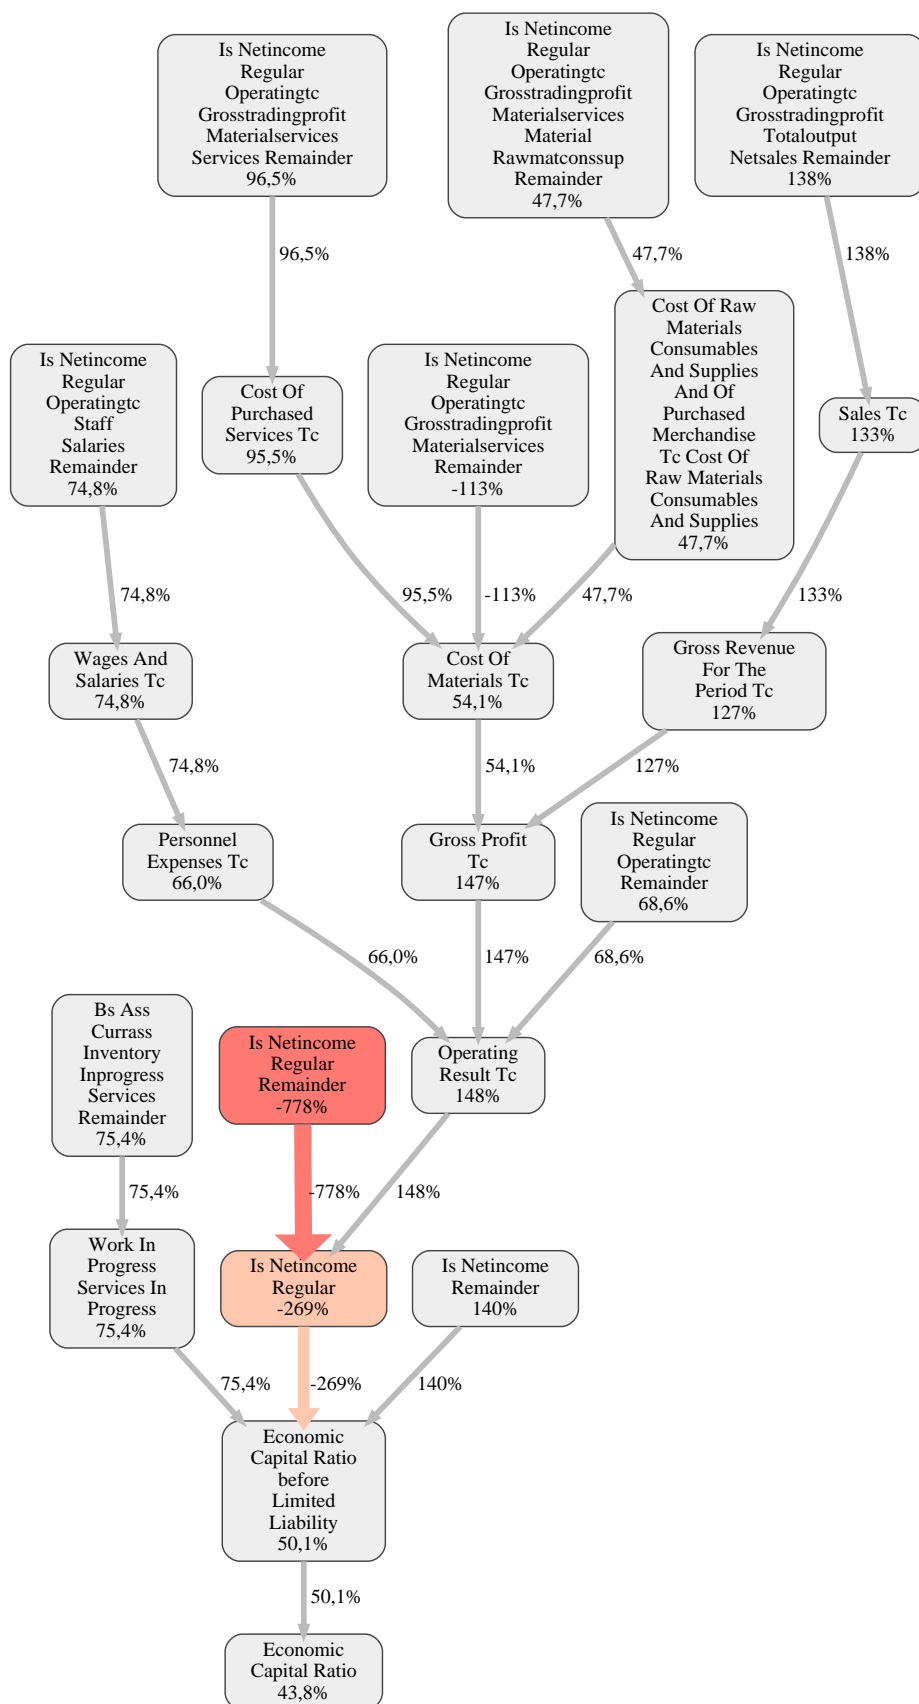 Is Netincome
Regular
Operatingtc
Grosstradingprofit
Materialservices
Services Remainder
96,5%
Is Netincome
Regular
Operatingtc
Grosstradingprofit
Materialservices
Material
Rawmatconssup
Remainder
47,7%
Is Netincome
Regular
Operatingtc
Grosstradingprofit
Totaloutput
Netsales Remainder
138%
96,5%
47,7%
138%
Is Netincome
Regular
Operatingtc
Staff
Salaries
Remainder
74,8%
Cost Of
Purchased
Services Tc
95,5%
Is Netincome
Regular
Operatingtc
Grosstradingprofit
Materialservices
Remainder
-113%
Cost Of Raw
Materials
Consumables
And Supplies
And Of
Purchased
Merchandise
Tc Cost Of
Raw Materials
Consumables
And Supplies
47,7%
Sales Tc
133%
74,8%
95,5%
-113%
47,7%
133%
Wages And
Salaries Tc
74,8%
Cost Of
Materials Tc
54,1%
Gross Revenue
For The
Period Tc
127%
74,8%
54,1%
127%
Personnel
Expenses Tc
66,0%
Gross Profit
Tc
147%
Is Netincome
Regular
Operatingtc
Remainder
68,6%
66,0%
147%
68,6%
Bs Ass
Currass
Inventory
Inprogress
Services
Remainder
75,4%
Is Netincome
Regular
Remainder
-778%
Operating
Result Tc
148%
75,4%
-778%
148%
Work In
Progress
Services In
Progress
75,4%
Is Netincome
Regular
-269%
Is Netincome
Remainder
140%
75,4%
-269%
140%
Economic
Capital Ratio
before
Limited
Liability
50,1%
50,1%
Economic
Capital Ratio
43,8%